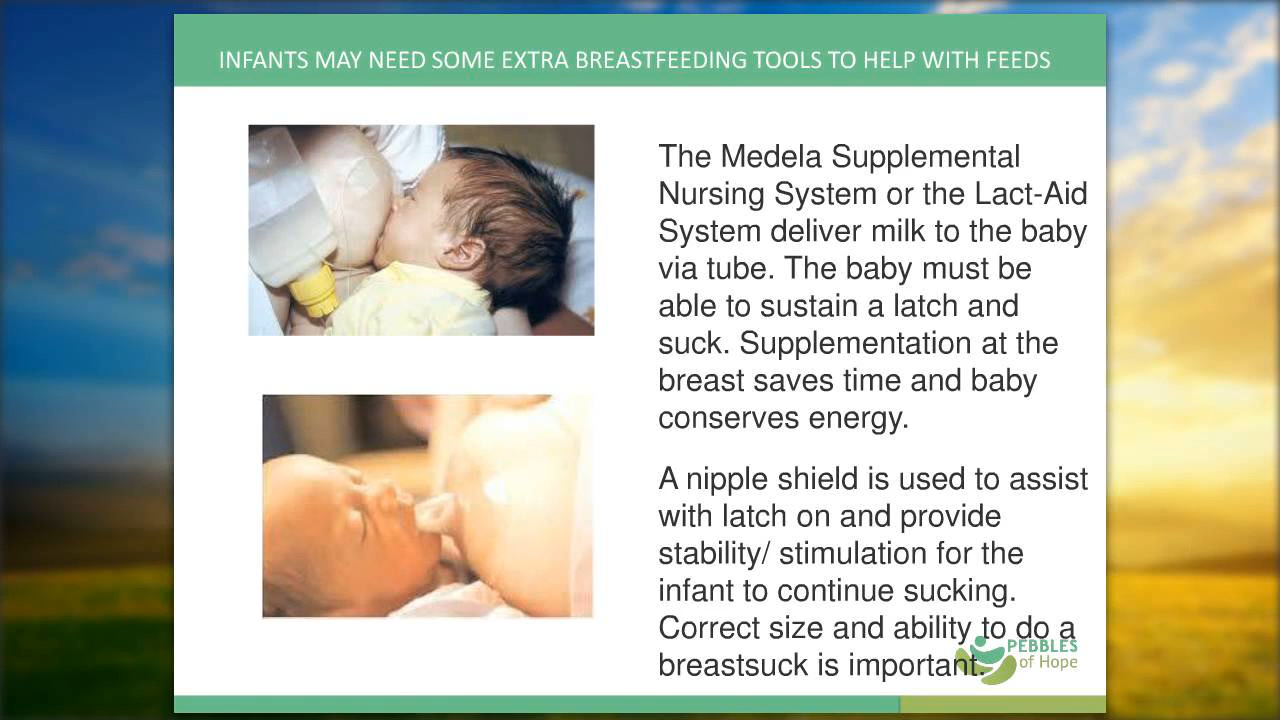 INFANTS MAY NEED SOME EXTRA BREASTFEEDING TOOLS TO HELP WITH FEEDS
The Medela Supplemental
Nursing System or the Lact-Aid
System deliver milk to the baby
via tube. The baby must be
able to sustain a latch and
suck. Supplementation at the
breast saves time and baby
conserves energy.
A nipple shield is used to assist
with latch on and provide
stability/ stimulation for the
infant to continue sucking.
Correct size and ability to do a
breastsuck is important.
PEBBLES
of Hope